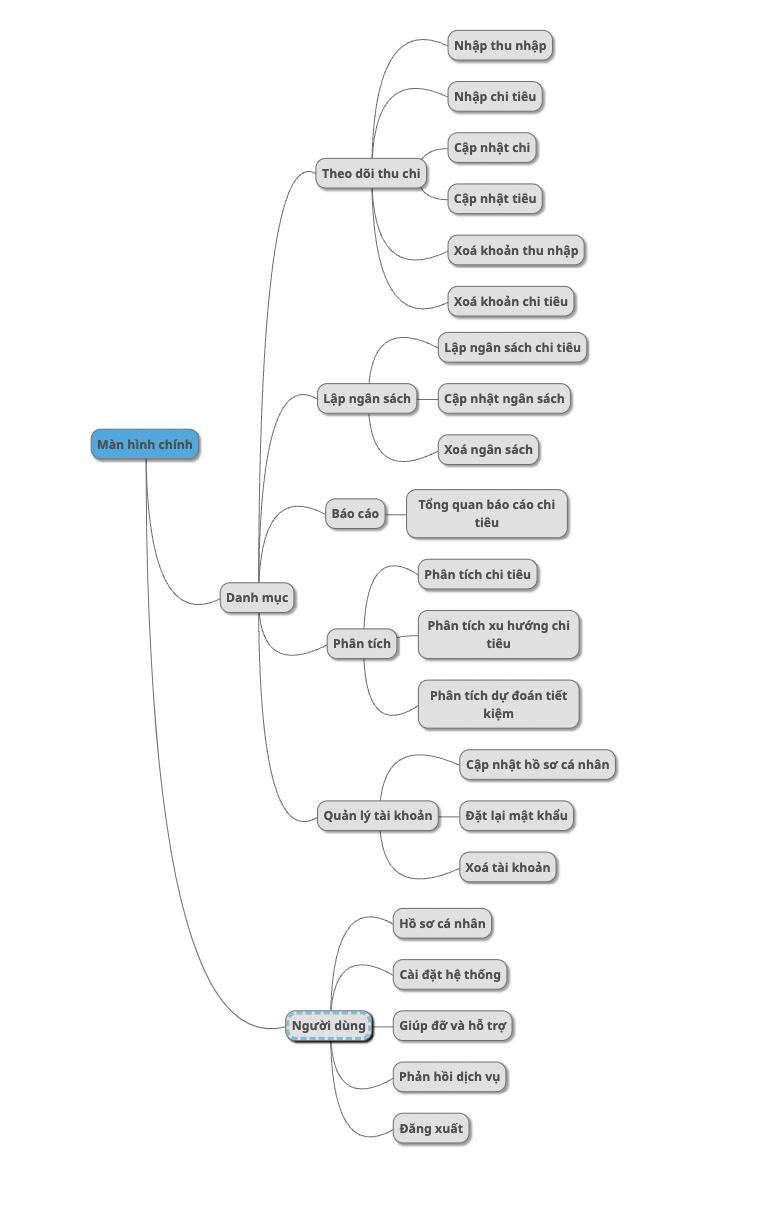 Nhập thu nhập
Nhập chi tiêu
Cập nhật chi
Theo dõi thu chi
Cập nhật tiêu
Xoá khoản thu nhập
Xoá khoản chi tiêu
Lập ngân sách chi tiêu
Lập ngân sách
Cập nhật ngân sách
Màn hình chính
Xoá ngân sách
Báo cáo
Tổng quan báo cáo chi
tiêu
Phân tích chi tiêu
Danh mục
Phân tích xu hướng chi
tiêu
Phân tích
Phân tích dự đoán tiết
kiệm
Cập nhật hồ sơ cá nhân
Quản lý tài khoản
Đặt lại mật khẩu
Xoá tài khoản
Hồ sơ cá nhân
Cài đặt hệ thống
Người dùng
Giúp đỡ và hỗ trợ
Phản hồi dịch vụ
Đăng xuất